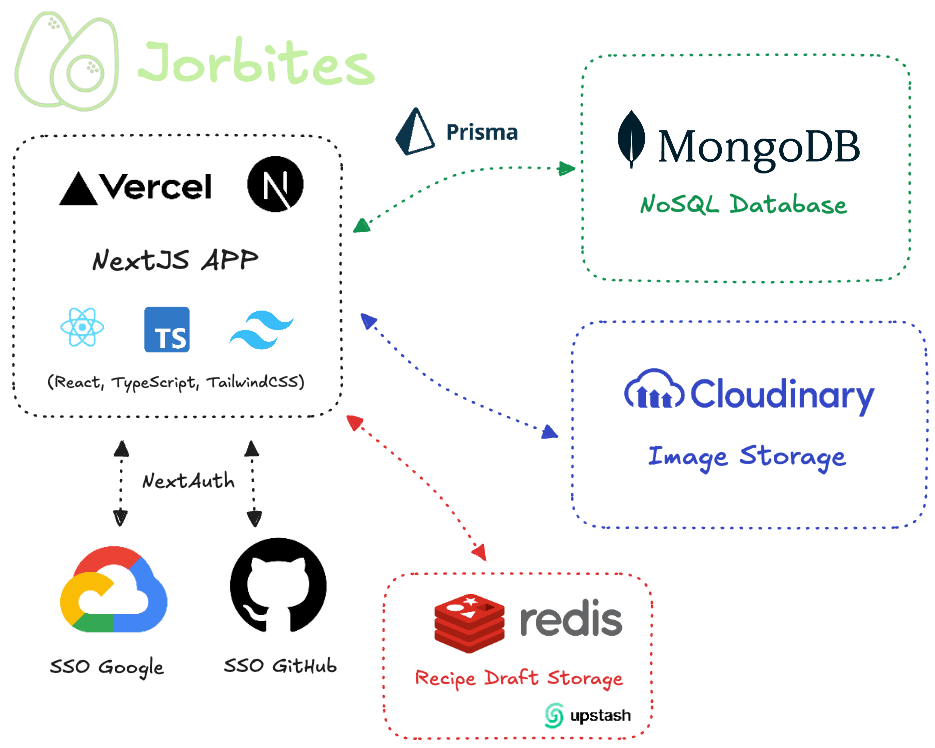 Jorbites
Prisma
MongoDB
NoSQL Database
Vercel
N
NextJS APP
TS
(React, TypeScript, TailwindCSS)
Cloudinary
Image Storage
NextAuth
SSO Google
SSO GitHub
redis
Recipe Draft Storage
upstash